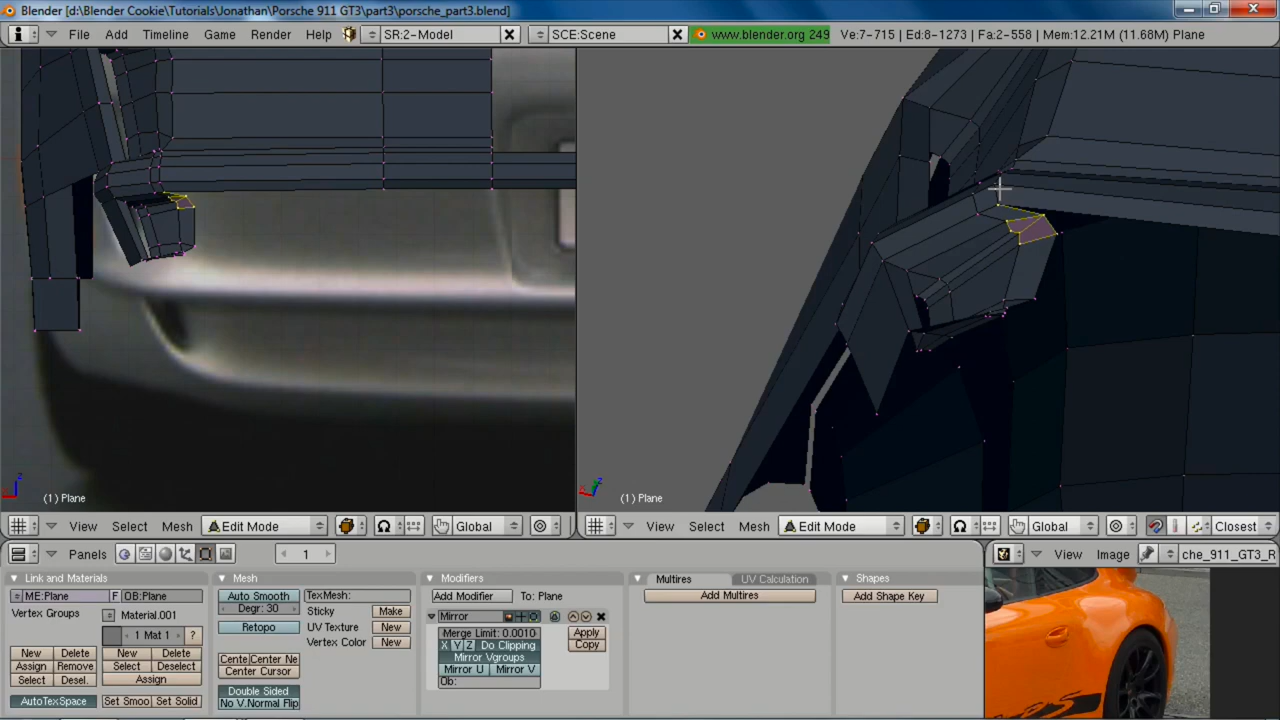 Blender [d:\Blender Cookie\Tutorials\Jonathan\Porsche 911 GT3\part3\porsche_part3.blend]
File Add Timeline Game Render Help SR:2-Model SCE:Scene www.blender.org 249 Ve:7-715 | Ed:8-1273 | Fa:2-558 | Mem:12.21M (11.68M) Plane
(1) Plane (1) Plane
View Select Mesh Edit Mode Global View Select Mesh Edit Mode Global Closest
Panels 1 View Image che_911_GT3_R
Link and Materials Mesh Modifiers Multires UV Calculation Shapes
ME:Plane F OB:Plane Auto Smooth TexMesh: Add Modifier To: Plane Add Multires Add Shape Key
Vertex Groups Material.001 Degr: 30 Sticky Make Mirror
1 Mat 1 ? Retopo UV Texture New Merge Limit: 0.0010 Apply
New Delete New Delete Vertex Color New X Y Z Do Clipping Copy
Assign Remove Select Deselect Cente Center Ne Mirror Vgroups
Select Desel. Assign Center Cursor Mirror U Mirror V
Double Sided Ob:
AutoTexSpace Set Smoo Set Solid No V.Normal Flip